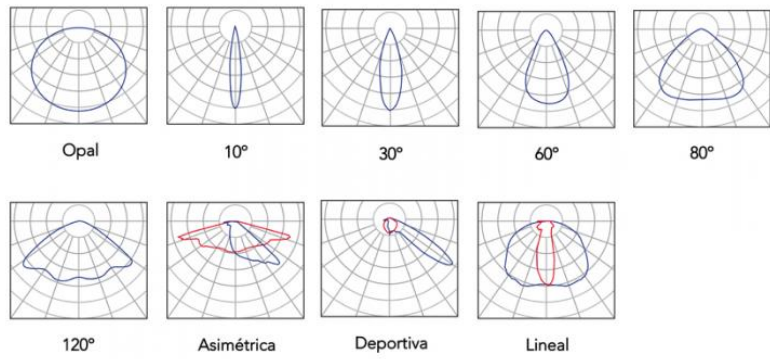 Opal
10º
30º
60º
80º
120º
Asimétrica
Deportiva
Lineal